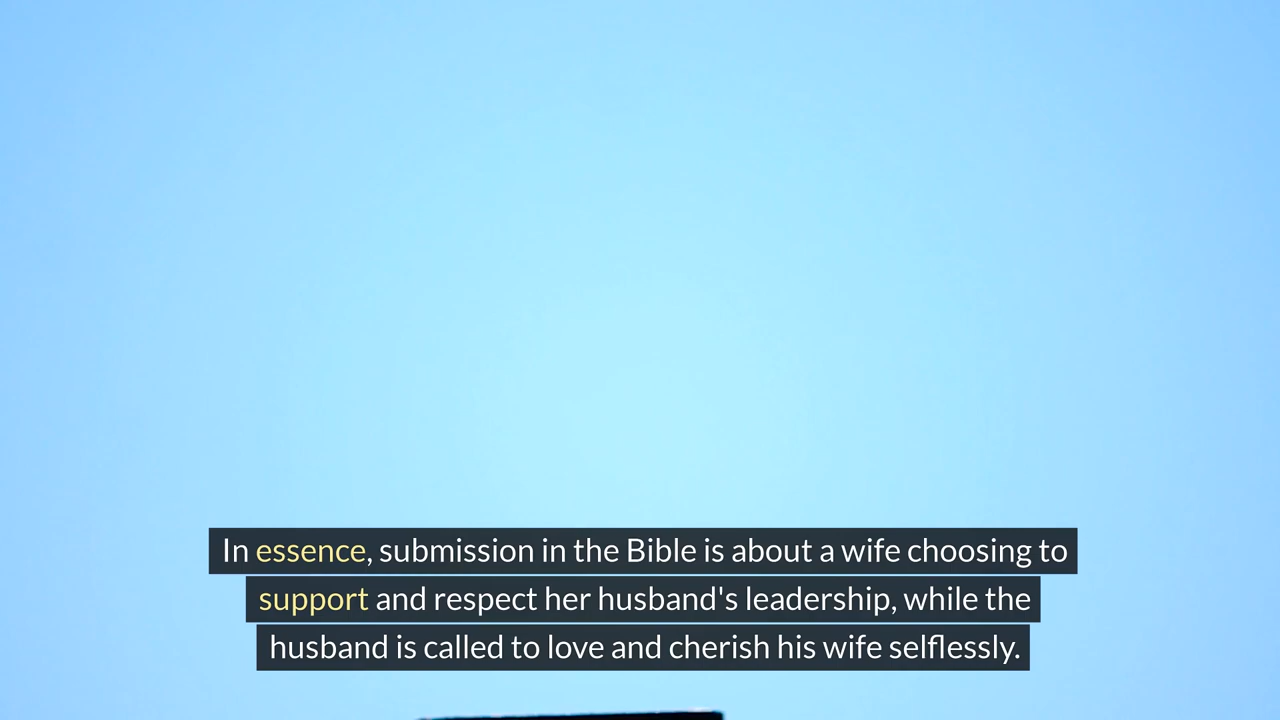 In essence, submission in the Bible is about a wife choosing to
support and respect her husband's leadership, while the
husband is called to love and cherish his wife selflessly.